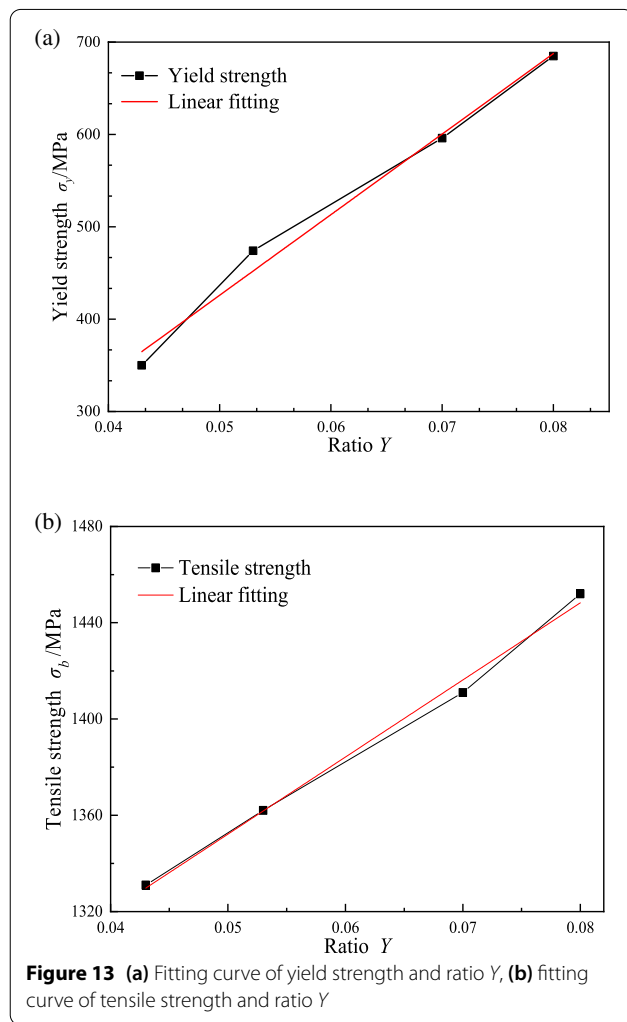 (a)
700
600
500
400
300
Yield strength σy/MPa
Yield strength
Linear fitting
0.04 0.05 0.06 0.07 0.08
Ratio Y
(b)
1480
1440
1400
1360
1320
Tensile strength σb /MPa
Tensile strength
Linear fitting
0.04 0.05 0.06 0.07 0.08
Ratio Y
Figure 13 (a) Fitting curve of yield strength and ratio Y, (b) fitting
curve of tensile strength and ratio Y